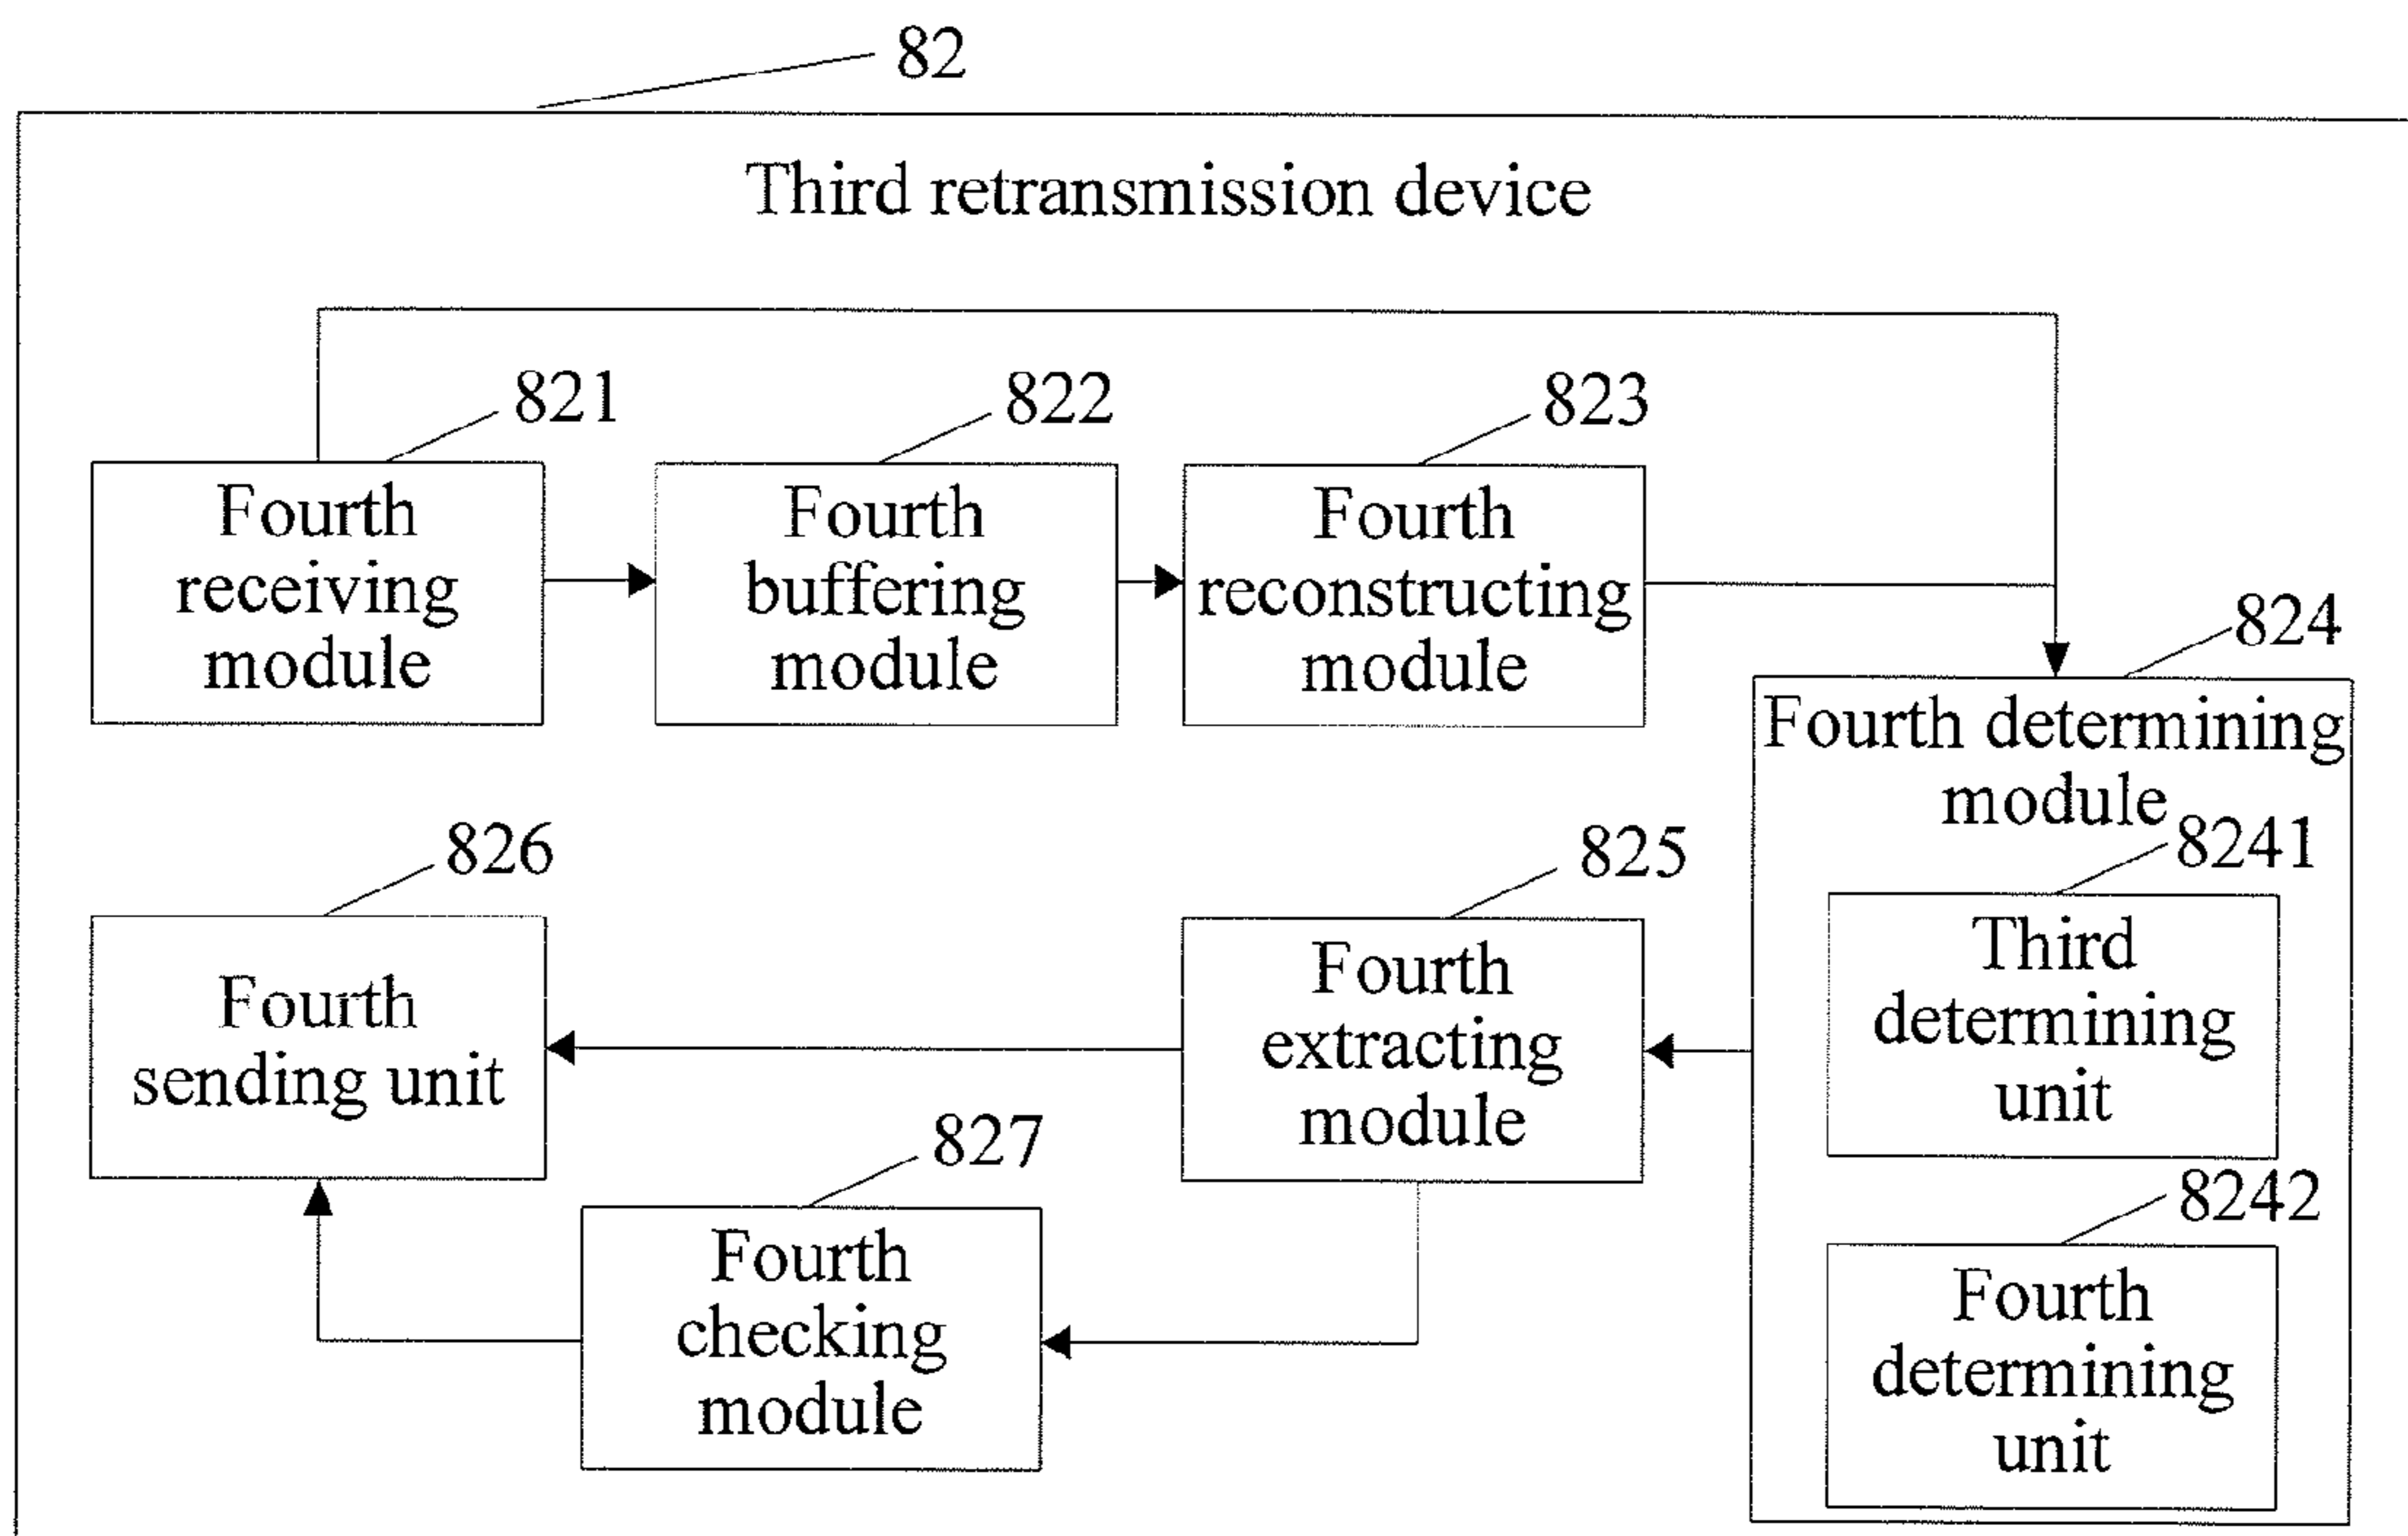 82
Third retransmission device
821
822
823
Fourth
receiving
module
Fourth
buffering
module
Fourth
reconstructing
module
824
Fourth determining
module
8241
Third
determining
unit
8242
Fourth
determining
unit
825
Fourth
extracting
module
826
Fourth
sending unit
827
Fourth
checking
module